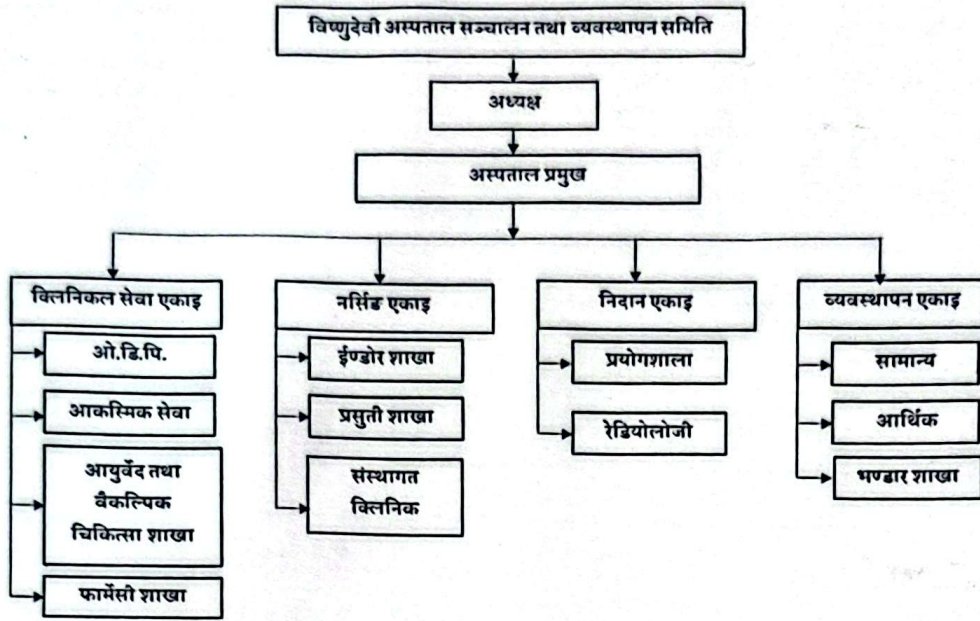 विष्णुदेवी अस्पताल सञ्चालन तथा व्यवस्थापन समिति
अध्यक्ष
अस्पताल प्रमुख
क्लिनिकल सेवा एकाइ
ओ.डि.पि.
आकस्मिक सेवा
आयुर्वेद तथा
वैकल्पिक
चिकित्सा शाखा
फार्मेसी शाखा
नर्सिङ एकाइ
ईण्डोर शाखा
प्रसुती शाखा
संस्थागत
क्लिनिक
निदान एकाइ
प्रयोगशाला
रेडियोलोजी
व्यवस्थापन एकाइ
सामान्य
आर्थिक
भण्डार शाखा